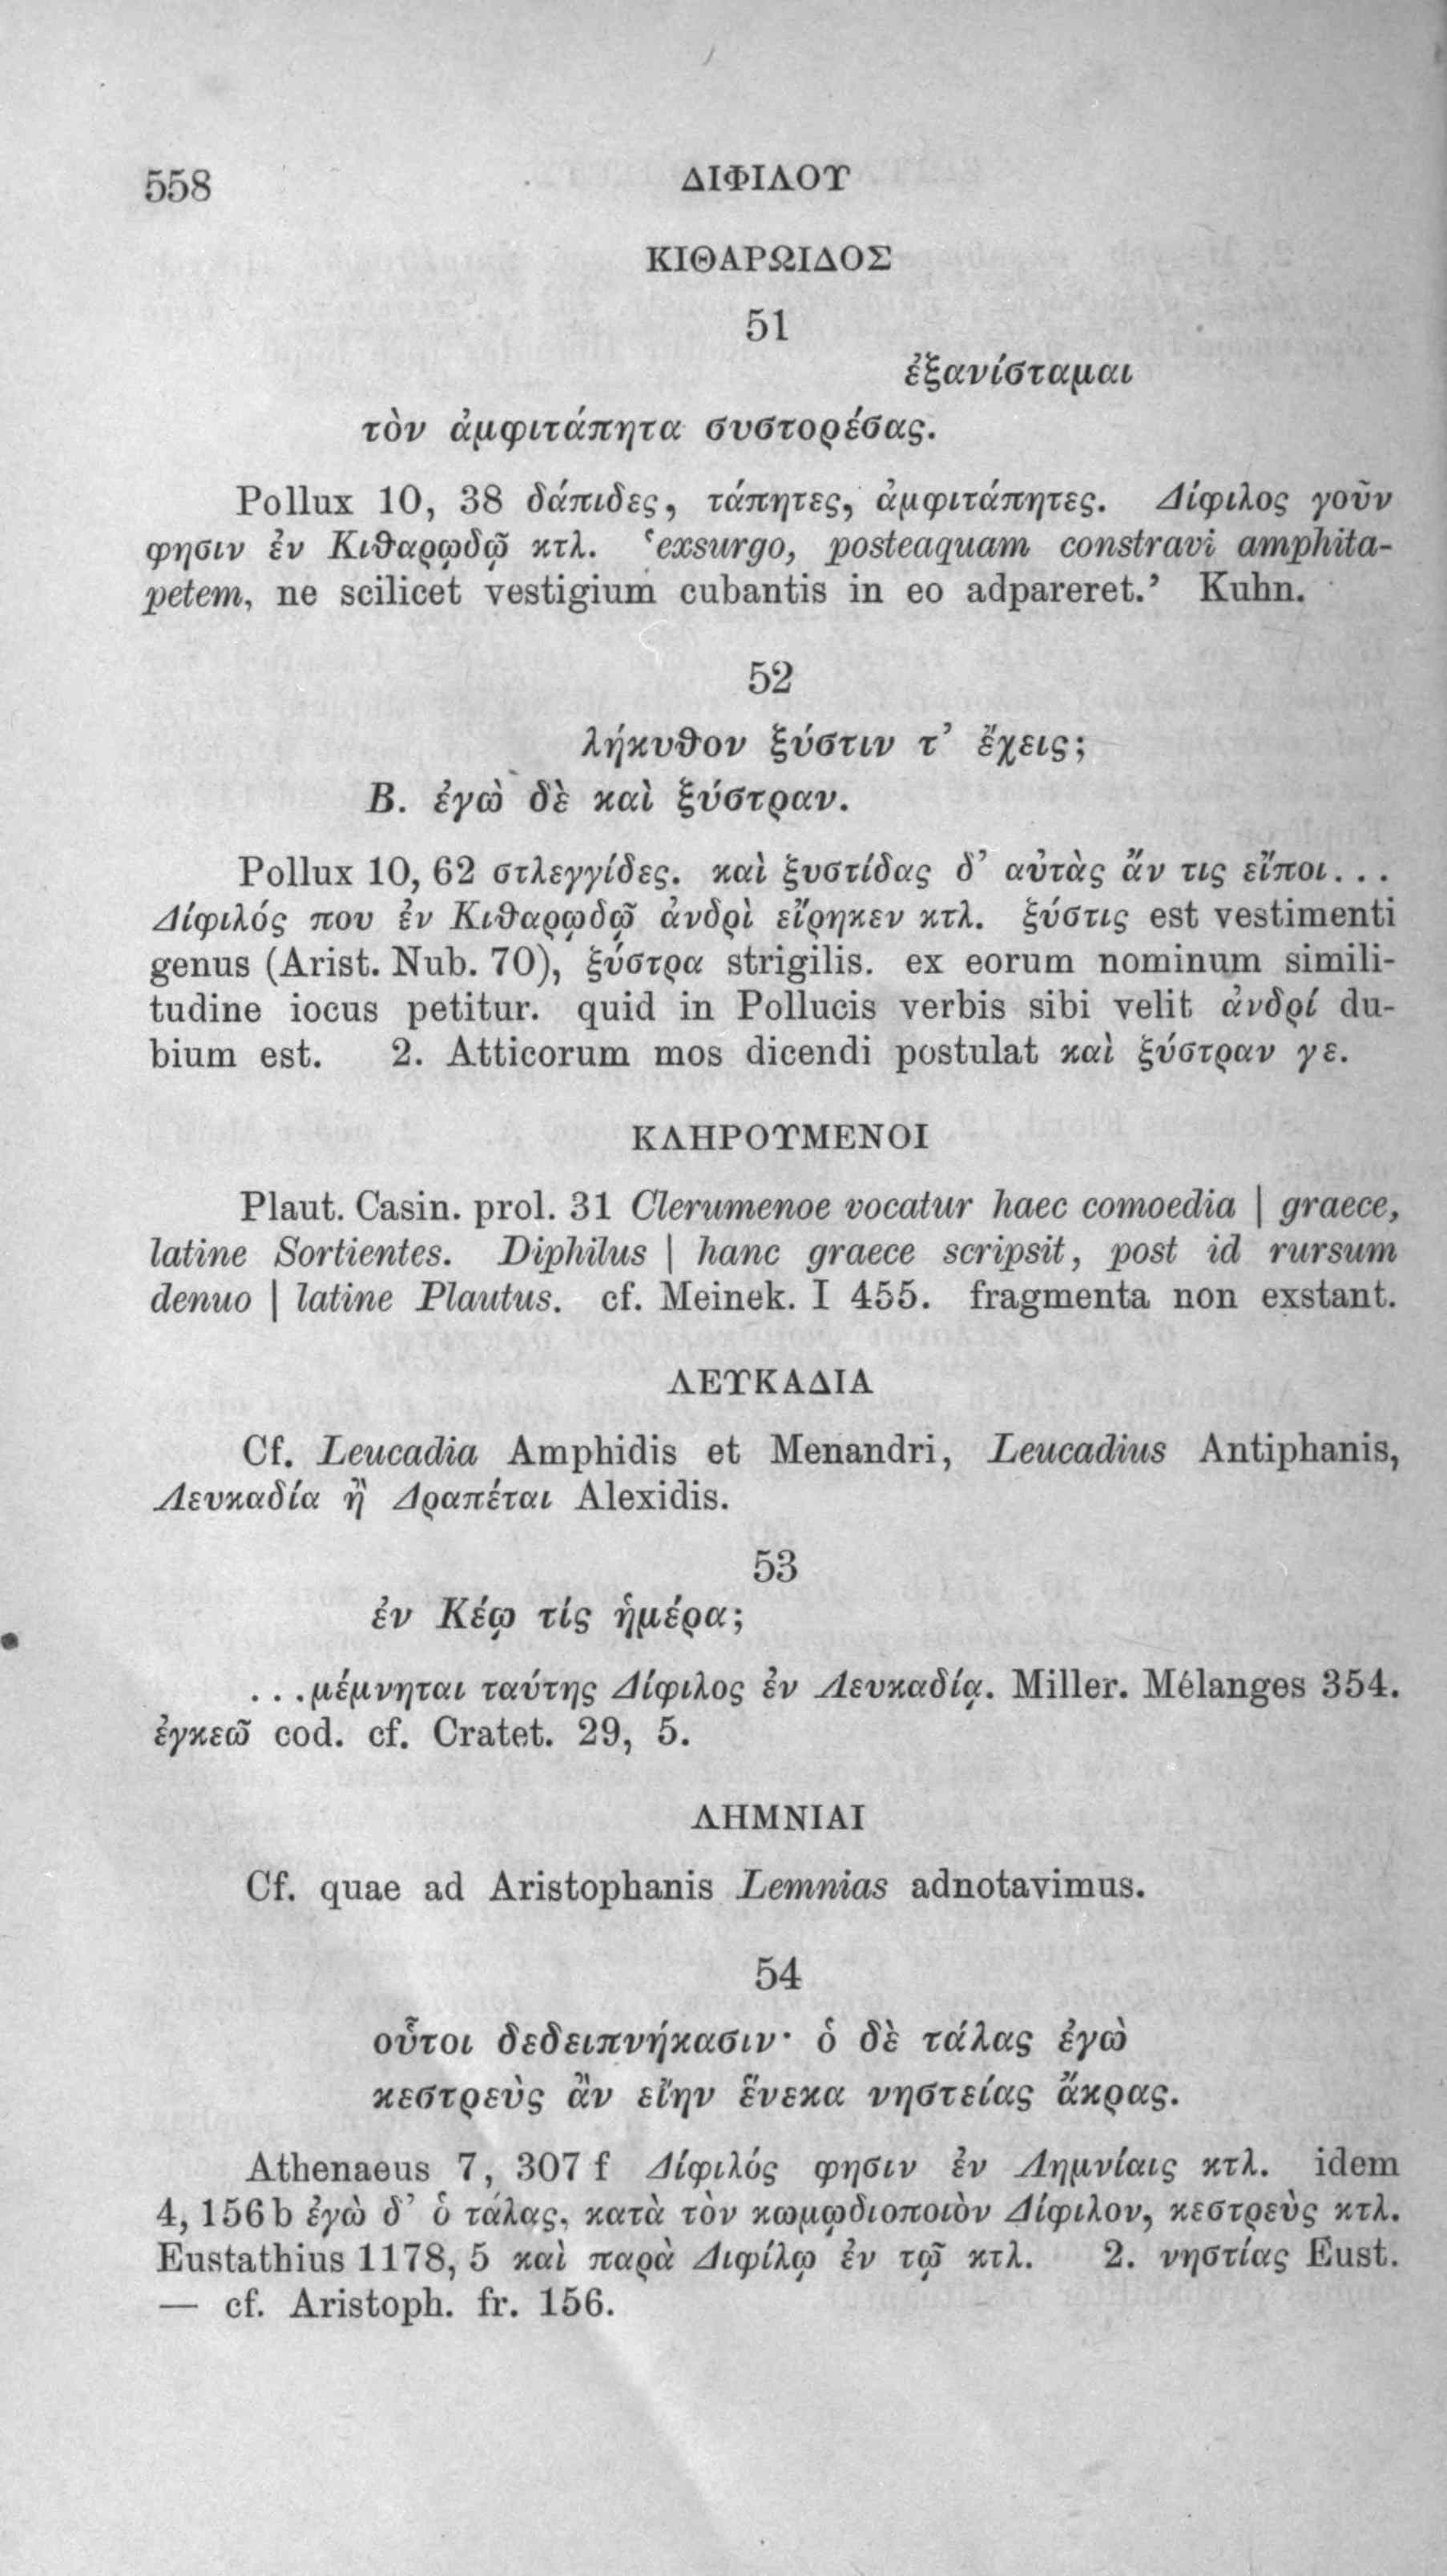 558
ΔΙΦΙΛΟΥ
ΚΙΘΑΡΩΙΔΟΣ
51
ἐξανίσταμαι
τὸν ἀμφιτάπητα συστορέσας.
Pollux 10, 38 δάπιδες, τάπητες, ἀμφιτάπητες. Δίφιλος γοῦν
φησιν ἐν Κιθαρῳδῷ κτλ. ‘exsurgo, posteaquam constravi amphita-
petem, ne scilicet vestigium cubantis in eo adpareret.’ Kuhn.
52
λήκυθον ξύστιν τ’ ἔχεις;
Β. ἐγὼ δὲ καὶ ξύστραν.
Pollux 10, 62 στλεγγίδες. καὶ ξυστίδας δ’ αὐτὰς ἄν τις εἴποι...
Δίφιλός που ἐν Κιθαρῳδῷ ἀνδρὶ εἴρηκεν κτλ. ξύστις est vestimenti
genus (Arist. Nub. 70), ξύστρα strigilis. ex eorum nominum simili-
tudine iocus petitur. quid in Pollucis verbis sibi velit ἀνδρί du-
bium est. 2. Atticorum mos dicendi postulat καὶ ξύστραν γε.
ΚΛΗΡΟΥΜΕΝΟΙ
Plaut. Casin. prol. 31 Clerumenoe vocatur haec comoedia | graece,
latine Sortientes. Diphilus | hanc graece scripsit, post id rursum
denuo | latine Plautus. cf. Meinek. I 455. fragmenta non exstant.
ΛΕΥΚΑΔΙΑ
Cf. Leucadia Amphidis et Menandri, Leucadius Antiphanis,
Λευκαδία ἢ Δραπέται Alexidis.
53
ἐν Κέῳ τίς ἡμέρα;
...μέμνηται ταύτης Δίφιλος ἐν Λευκαδίᾳ. Miller. Mélanges 354.
ἐγκεῶ cod. cf. Cratet. 29, 5.
ΛΗΜΝΙΑΙ
Cf. quae ad Aristophanis Lemnias adnotavimus.
54
οὗτοι δεδειπνήκασιν· ὁ δὲ τάλας ἐγὼ
κεστρεὺς ἂν εἴην ἕνεκα νηστείας ἄκρας.
Athenaeus 7, 307 f Δίφιλός φησιν ἐν Λημνίαις κτλ. idem
4, 156 b ἐγὼ δ’ ὁ τάλας, κατὰ τὸν κωμῳδιοποιὸν Δίφιλον, κεστρεὺς κτλ.
Eustathius 1178, 5 καὶ παρὰ Διφίλῳ ἐν τῷ κτλ. 2. νηστίας Eust.
— cf. Aristoph. fr. 156.